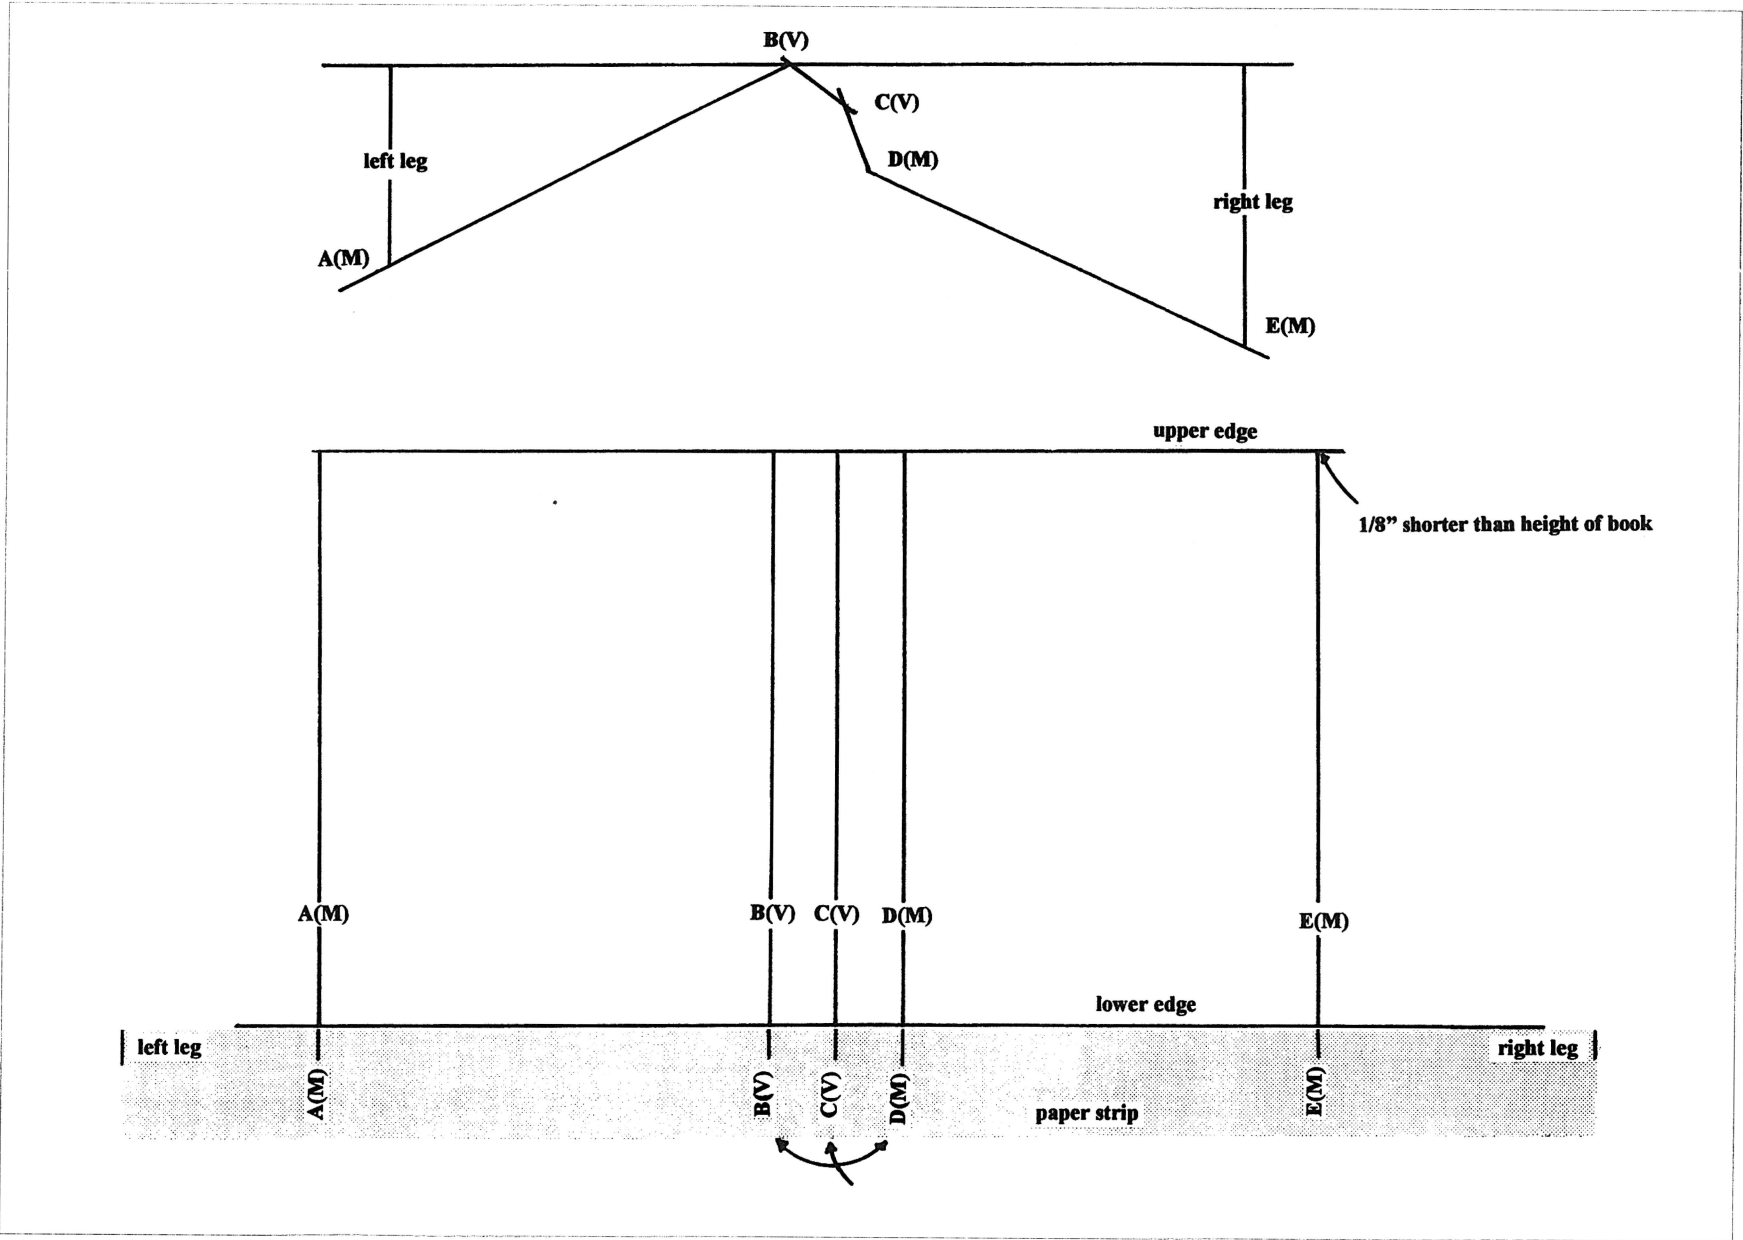 B(V)
C(V)
left leg
D(M)
right leg
A(M)
E(M)
upper edge
1/8” shorter than height of book
A(M)
B(V)
C(V)
D(M)
E(M)
lower edge
left leg
right leg
A(M)
B(V)
C(V)
D(M)
E(M)
paper strip